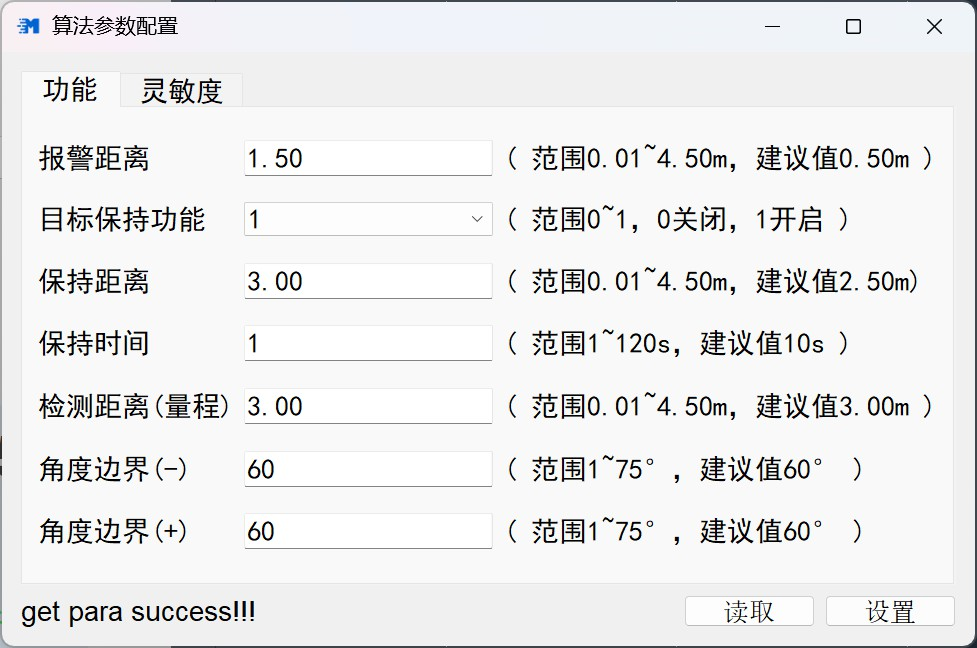 算法参数配置
功能 灵敏度
报警距离 1.50 ( 范围0.01~4.50m，建议值0.50m )
目标保持功能 1 ( 范围0~1，0关闭，1开启 )
保持距离 3.00 ( 范围0.01~4.50m，建议值2.50m)
保持时间 1 ( 范围1~120s，建议值10s )
检测距离(量程) 3.00 ( 范围0.01~4.50m，建议值3.00m )
角度边界(-) 60 ( 范围1~75°，建议值60° )
角度边界(+) 60 ( 范围1~75°，建议值60° )
get para success!!! 读取 设置